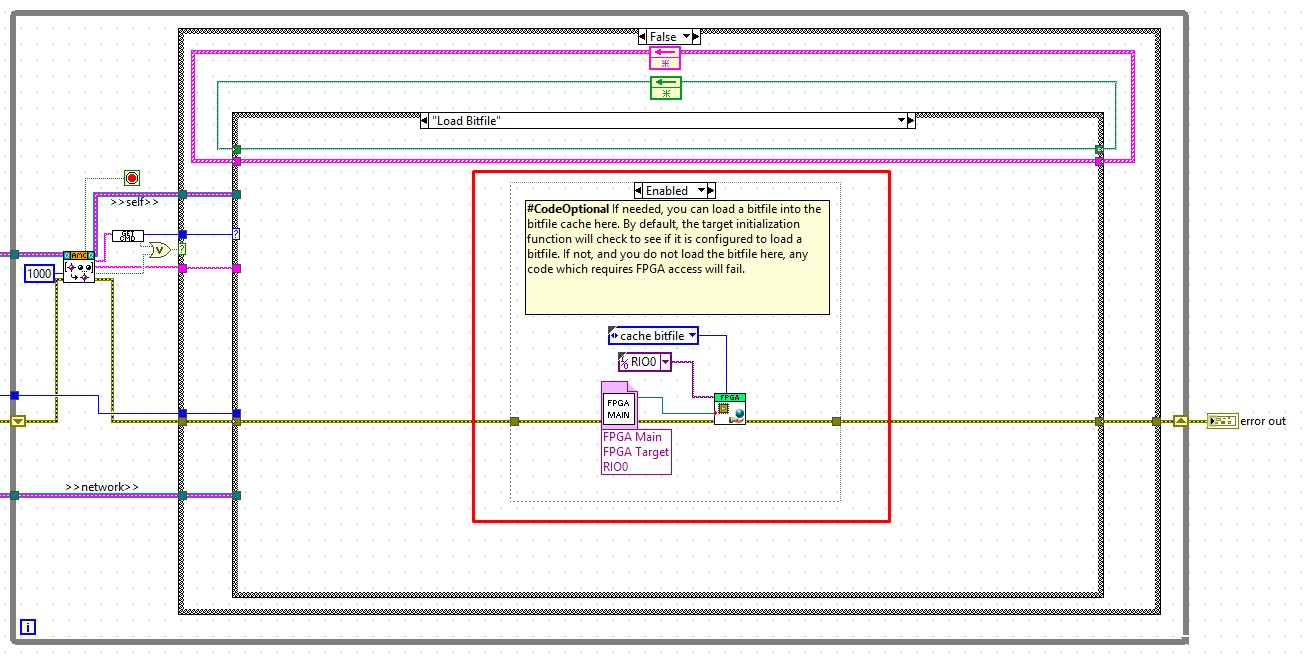 False
"Load Bitfile"
Enabled
>>self>>
#CodeOptional If needed, you can load a bitfile into the
bitfile cache here. By default, the target initialization
function will check to see if it is configured to load a
bitfile. If not, and you do not load the bitfile here, any
code which requires FPGA access will fail.
GET
CMD
V
?
?
AMC
1000
cache bitfile
RIO0
FPGA
MAIN
FPGA
FPGA Main
FPGA Target
RIO0
error out
>>network>>
i